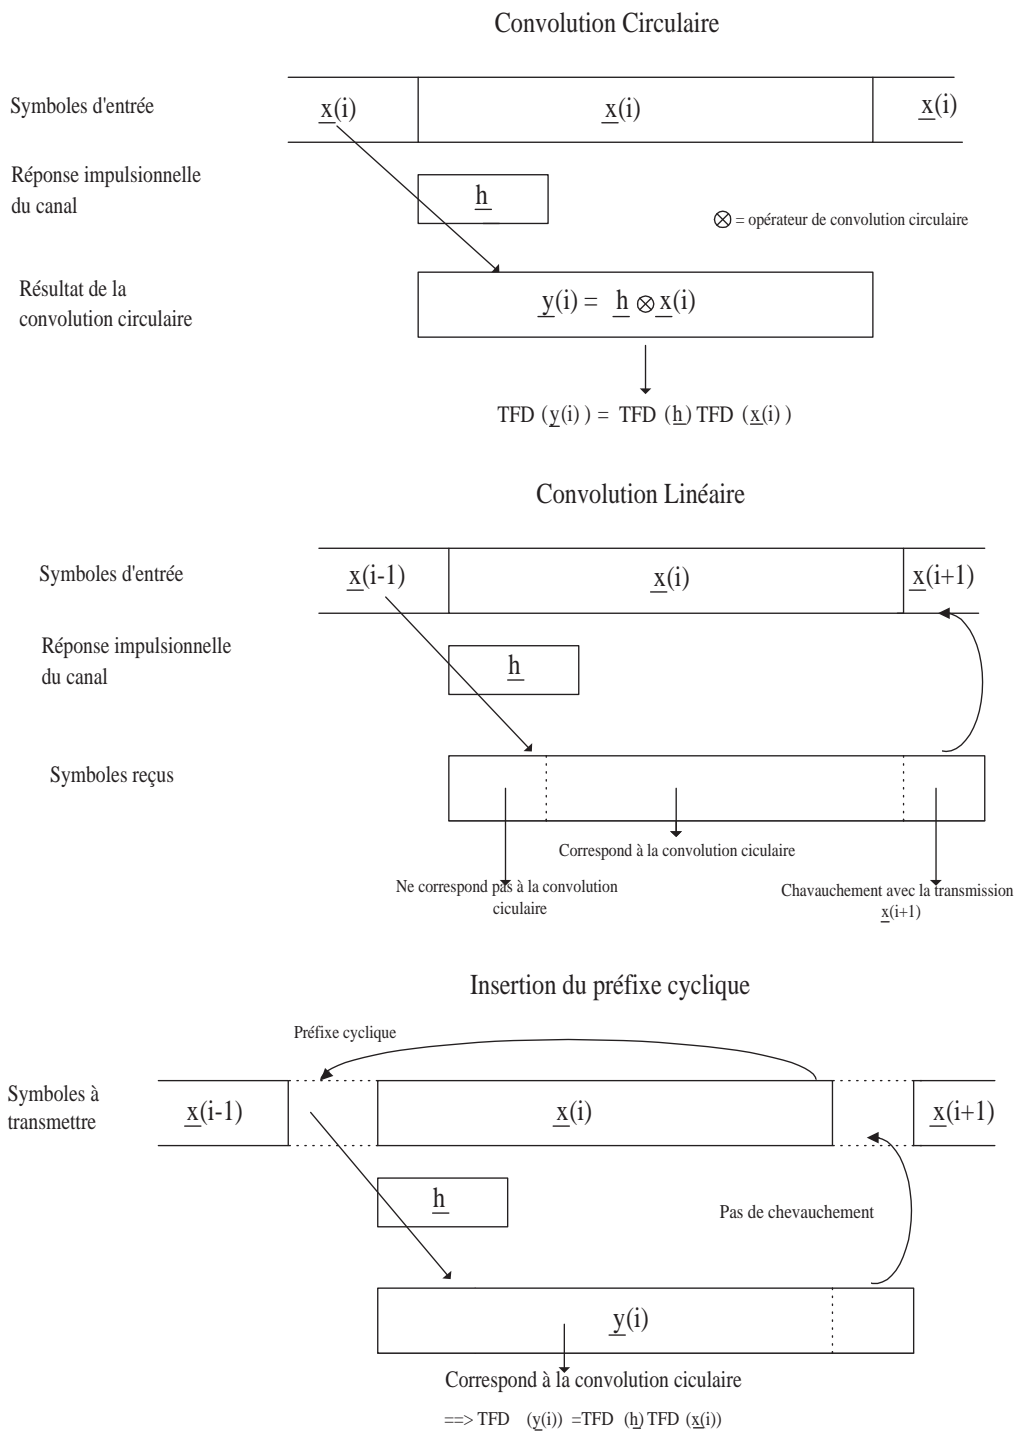 Convolution Circulaire
Symboles d'entrée
x(i)
x(i)
x(i)
Réponse impulsionnelle
du canal
h
⊗ = opérateur de convolution circulaire
Résultat de la
convolution circulaire
y(i) = h ⊗ x(i)
TFD (y(i) ) = TFD (h) TFD (x(i) )
Convolution Linéaire
Symboles d'entrée
x(i-1)
x(i)
x(i+1)
Réponse impulsionnelle
du canal
h
Symboles reçus
Correspond à la convolution ciculaire
Ne correspond pas à la convolution
ciculaire
Chavauchement avec la transmission
x(i+1)
Insertion du préfixe cyclique
Préfixe cyclique
Symboles à
transmettre
x(i-1)
x(i)
x(i+1)
h
Pas de chevauchement
y(i)
Correspond à la convolution ciculaire
==> TFD (y(i)) =TFD (h) TFD (x(i))